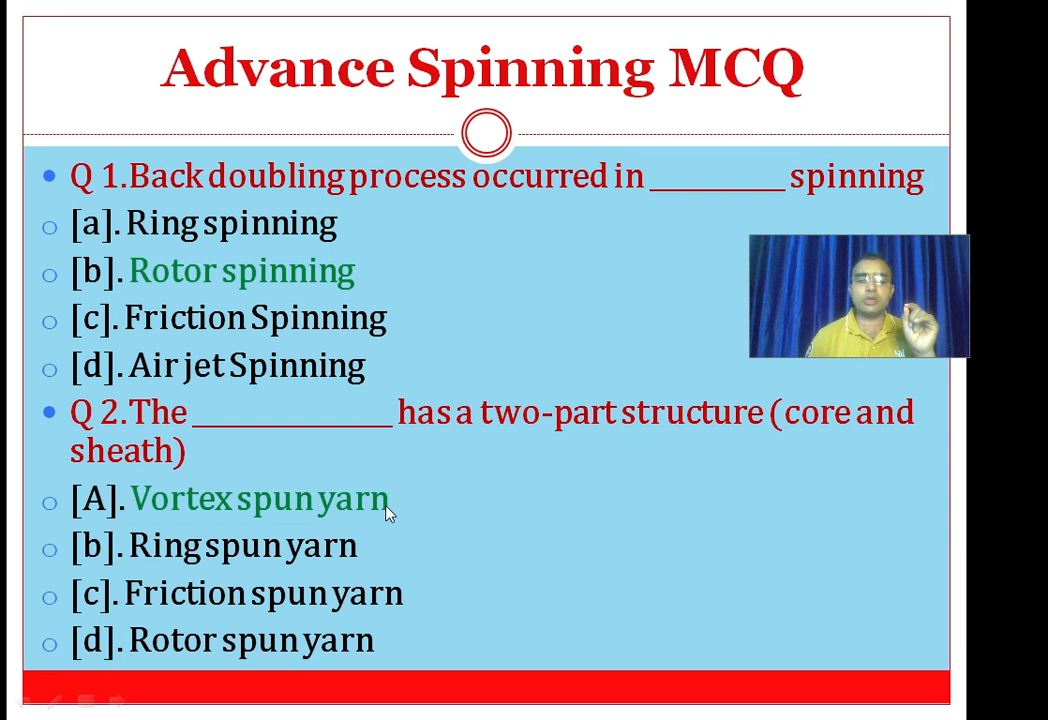 Advance Spinning MCQ
Q 1.Back doubling process occurred in __________ spinning
[a]. Ring spinning
[b]. Rotor spinning
[c]. Friction Spinning
[d]. Air jet Spinning
Q 2.The _______________ has a two-part structure (core and
sheath)
[A]. Vortex spun yarn
[b]. Ring spun yarn
[c]. Friction spun yarn
[d]. Rotor spun yarn